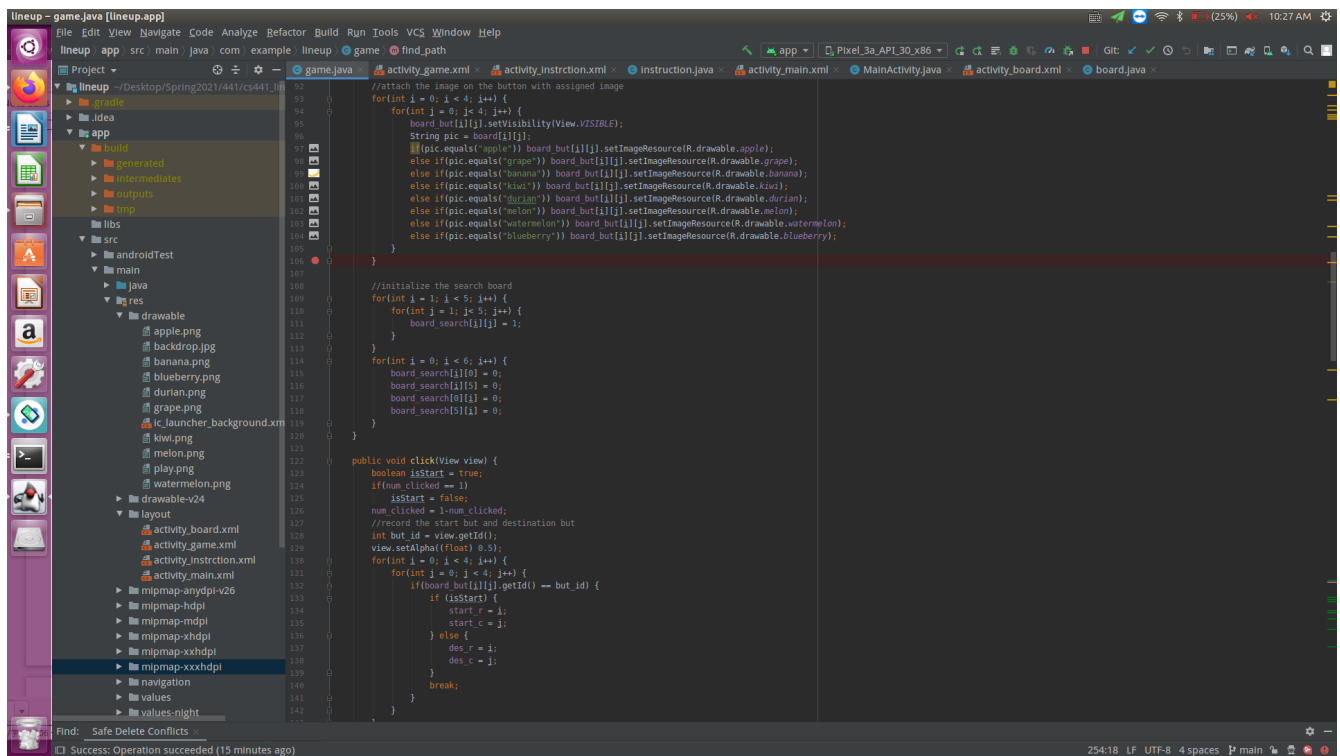 lineup – game.java [lineup.app]
(25%) 10:27 AM
File Edit View Navigate Code Analyze Refactor Build Run Tools VCS Window Help
lineup app src main java com example lineup game find_path
app Pixel_3a_API_30_x86 Git:
Project
game.java activity_game.xml activity_instrction.xml instruction.java activity_main.xml MainActivity.java activity_board.xml board.java
lineup ~/Desktop/Spring2021/441/cs441_lin
.gradle
.idea
app
build
generated
intermediates
outputs
tmp
libs
src
androidTest
main
java
res
drawable
apple.png
backdrop.jpg
banana.png
blueberry.png
durian.png
grape.png
ic_launcher_background.xm
kiwi.png
melon.png
play.png
watermelon.png
drawable-v24
layout
activity_board.xml
activity_game.xml
activity_instrction.xml
activity_main.xml
mipmap-anydpi-v26
mipmap-hdpi
mipmap-mdpi
mipmap-xhdpi
mipmap-xxhdpi
mipmap-xxxhdpi
navigation
values
values-night
92 //attach the image on the button with assigned image
93 for(int i = 0; i < 4; i++) {
94 for(int j = 0; j< 4; j++) {
95 board_but[i][j].setVisibility(View.VISIBLE);
96 String pic = board[i][j];
97 if(pic.equals("apple")) board_but[i][j].setImageResource(R.drawable.apple);
98 else if(pic.equals("grape")) board_but[i][j].setImageResource(R.drawable.grape);
99 else if(pic.equals("banana")) board_but[i][j].setImageResource(R.drawable.banana);
100 else if(pic.equals("kiwi")) board_but[i][j].setImageResource(R.drawable.kiwi);
101 else if(pic.equals("durian")) board_but[i][j].setImageResource(R.drawable.durian);
102 else if(pic.equals("melon")) board_but[i][j].setImageResource(R.drawable.melon);
103 else if(pic.equals("watermelon")) board_but[i][j].setImageResource(R.drawable.watermelon);
104 else if(pic.equals("blueberry")) board_but[i][j].setImageResource(R.drawable.blueberry);
105 }
106 }
107
108 //initialize the search board
109 for(int i = 1; i < 5; i++) {
110 for(int j = 1; j< 5; j++) {
111 board_search[i][j] = 1;
112 }
113 }
114 for(int i = 0; i < 6; i++) {
115 board_search[i][0] = 0;
116 board_search[i][5] = 0;
117 board_search[0][i] = 0;
118 board_search[5][i] = 0;
119 }
120 }
121
122 public void click(View view) {
123 boolean isStart = true;
124 if(num_clicked == 1)
125 isStart = false;
126 num_clicked = 1-num_clicked;
127 //record the start but and destination but
128 int but_id = view.getId();
129 view.setAlpha((float) 0.5);
130 for(int i = 0; i < 4; i++) {
131 for(int j = 0; j < 4; j++) {
132 if(board_but[i][j].getId() == but_id) {
133 if (isStart) {
134 start_r = i;
135 start_c = j;
136 } else {
137 des_r = i;
138 des_c = j;
139 }
140 break;
141 }
142 }
Find: Safe Delete Conflicts
Success: Operation succeeded (15 minutes ago)
254:18 LF UTF-8 4 spaces main